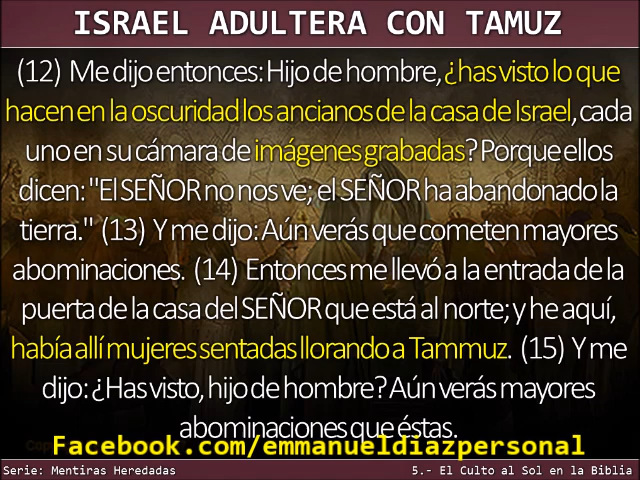 ISRAEL ADULTERA CON TAMUZ
(12) Me dijo entonces: Hijo de hombre, ¿has visto lo que
hacen en la oscuridad los ancianos de la casa de Israel, cada
uno en su cámara de imágenes grabadas? Porque ellos
dicen: "El SEÑOR no nos ve; el SEÑOR ha abandonado la
tierra." (13) Y me dijo: Aún verás que cometen mayores
abominaciones. (14) Entonces me llevó a la entrada de la
puerta de la casa del SEÑOR que está al norte; y he aquí,
había allí mujeres sentadas llorando a Tammuz. (15) Y me
dijo: ¿Has visto, hijo de hombre? Aún verás mayores
abominaciones que éstas.
Facebook.com/emmanueldiazpersonal
Serie: Mentiras Heredadas 5.- El Culto al Sol en la Biblia